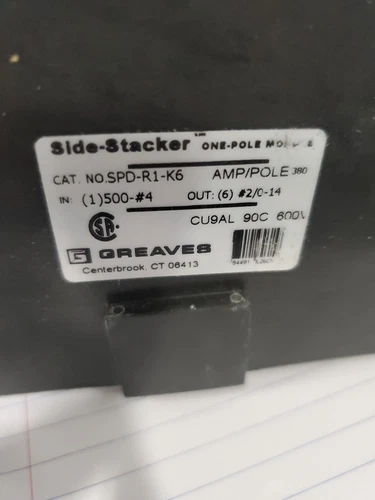 Side-Stacker ONE-POLE
CAT. NO.SPD-R1-K6 AMP/POLE 380
IN: (1)500-#4 OUT: (6) #2/0-14
CU9AL 90C 600V
SA
G GREAVES
Centerbrook, CT 06413